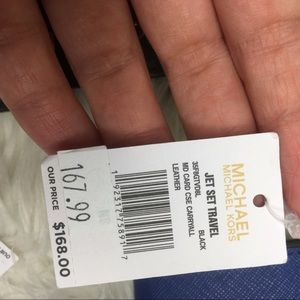 MICHAEL
MICHAEL KORS
JET SET TRAVEL
BLACK
MD CARD CSE CARRYALL
LEATHER
167.99
OUR PRICE
$168.00